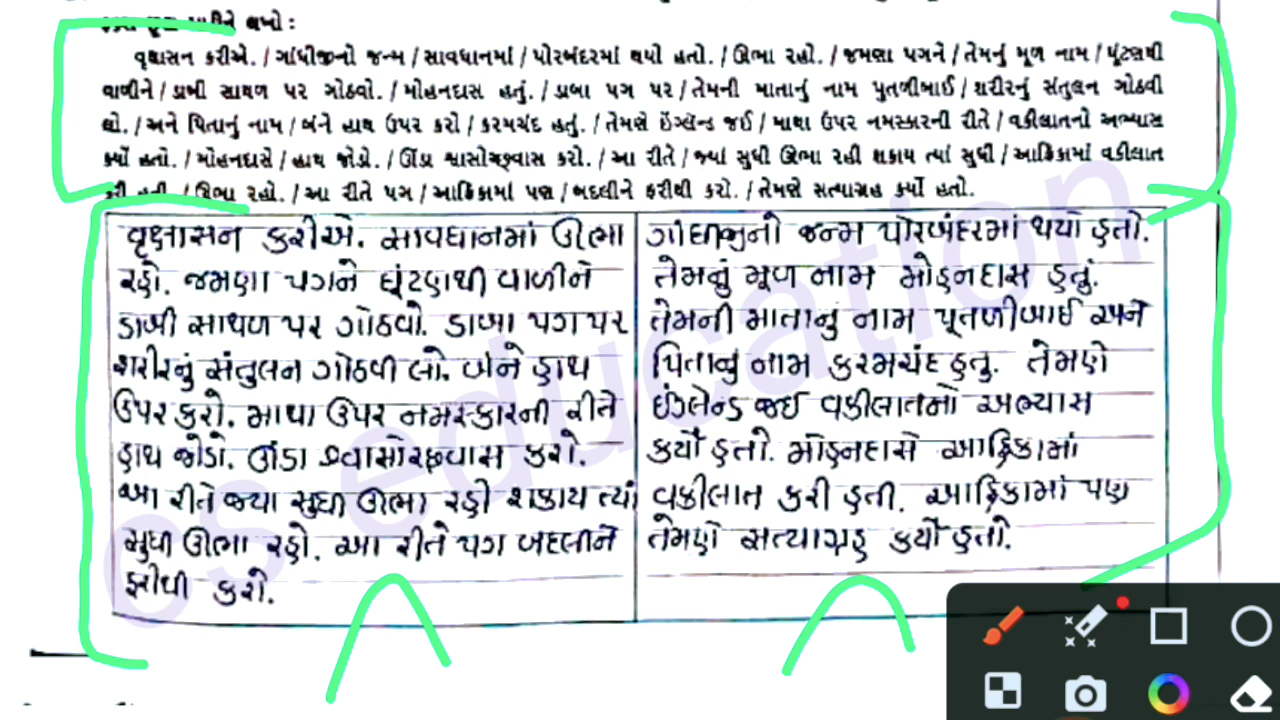 વૃક્ષાસન કરીએ. / ગાંધીજીનો જન્મ / સાવધાનમાં / પોરબંદરમાં થયો હતો. / ઊભા રહો. / જમણા પગને / તેમનું મૂળ નામ / ઘૂંટણથી
વાળીને / ડાબી સાથળ પર ગોઠવો. / મોહનદાસ હતું. / ડાબા પગ પર / તેમની માતાનું નામ પુતળીબાઈ / શરીરનું સંતુલન ગોઠવી
લો. / અને પિતાનું નામ / બંને હાથ ઉપર કરો / કરમચંદ હતું. / તેમણે ઇંગ્લૅન્ડ જઈ / માથા ઉપર નમસ્કારની રીતે / વકીલાતનો અભ્યાસ
કર્યો હતો. / મોહનદાસે / હાથ જોડો. / ઊંડા શ્વાસોચ્છ્વાસ કરો. / આ રીતે / જ્યાં સુધી ઊભા રહી શકાય ત્યાં સુધી / આફ્રિકામાં વકીલાત
કરી હતી. / ઊભા રહો. / આ રીતે પગ / આફ્રિકામાં પણ / બદલીને ફરીથી કરો. / તેમણે સત્યાગ્રહ કર્યો હતો.
વૃક્ષાસન કરીએ. સાવધાનમાં ઊભા
રહો. જમણા પગને ઘૂંટણથી વાળીને
ડાબી સાથળ પર ગોઠવો. ડાબા પગ પર
શરીરનું સંતુલન ગોઠવી લો. બંને હાથ
ઉપર કરો. માથા ઉપર નમસ્કારની રીતે
હાથ જોડો. ઊંડા શ્વાસોચ્છવાસ કરો.
આ રીતે જ્યા સુધી ઊભા રહી શકાય ત્યાં
સુધી ઊભા રહો. આ રીતે પગ બદલીને
કરો.
ગાંધીજીનો જન્મ પોરબંદરમાં થયો હતો.
તેમનું મૂળ નામ મોહનદાસ હતું.
તેમની માતાનું નામ પૂતળીબાઈ અને
પિતાનું નામ કરમચંદ હતુ. તેમણે
ઇંગ્લેન્ડ જઈ વકીલાતનો અભ્યાસ
કર્યો હતો. મોહનદાસે આફ્રિકામાં
વકીલાત કરી હતી. આફ્રિકામાં પણ
તેમણે સત્યાગ્રહ કર્યો હતો.
cs education